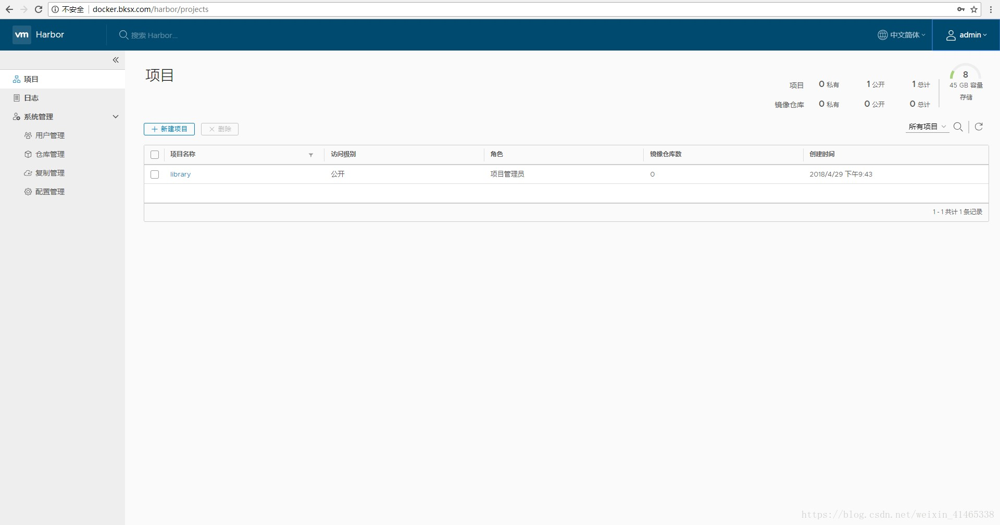 不安全 docker.bksx.com/harbor/projects
vm Harbor 搜索 Harbor... 中文简体 admin
项目
日志
系统管理
用户管理
仓库管理
复制管理
配置管理
项目
项目 0 私有 1 公开 1 总计
镜像仓库 0 私有 0 公开 0 总计
8
45 GB 容量
存储
新建项目 删除 所有项目
项目名称 访问级别 角色 镜像仓库数 创建时间
library 公开 项目管理员 0 2018/4/29 下午9:43
1 - 1 共计 1 条记录
https://blog.csdn.net/weixin_41465338